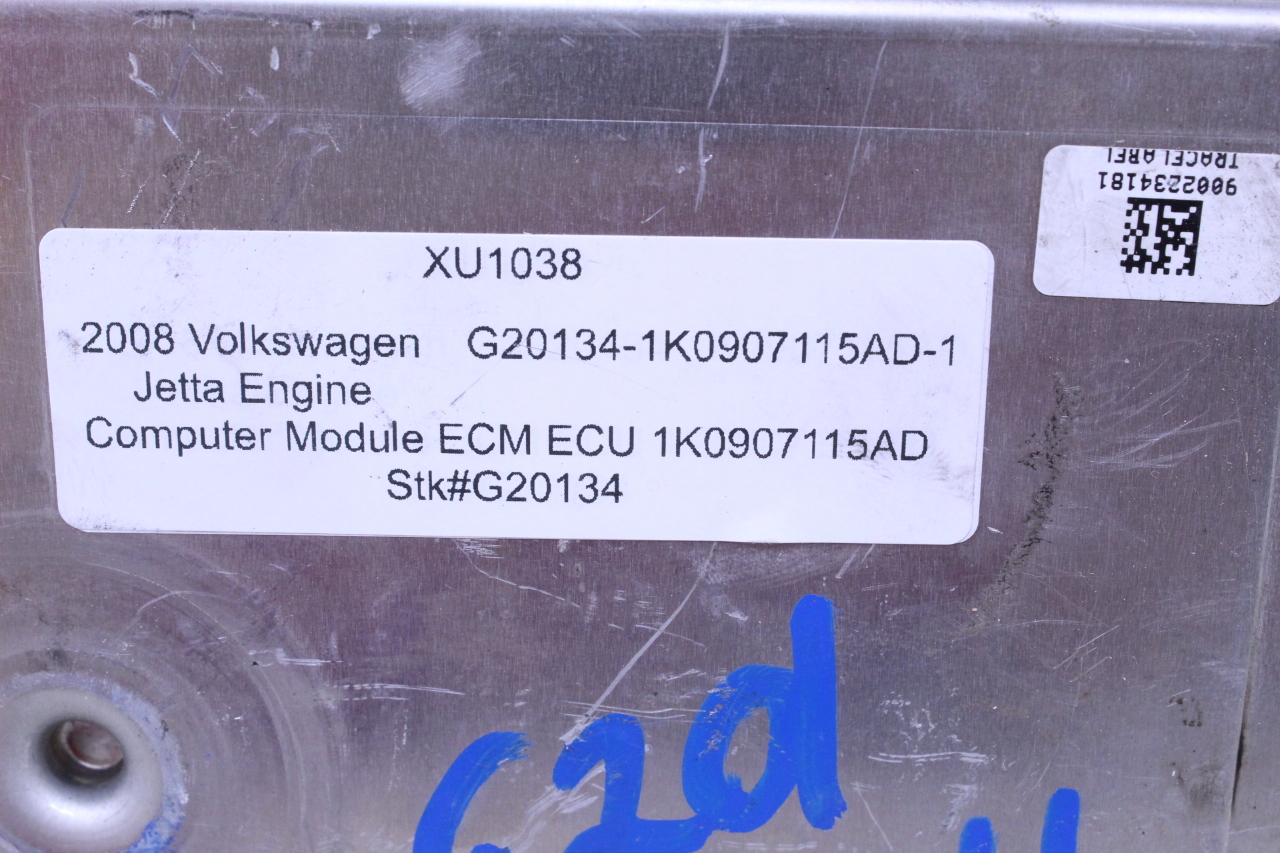 TRACELABEL
9002234181
XU1038
2008 Volkswagen G20134-1K0907115AD-1
Jetta Engine
Computer Module ECM ECU 1K0907115AD
Stk#G20134